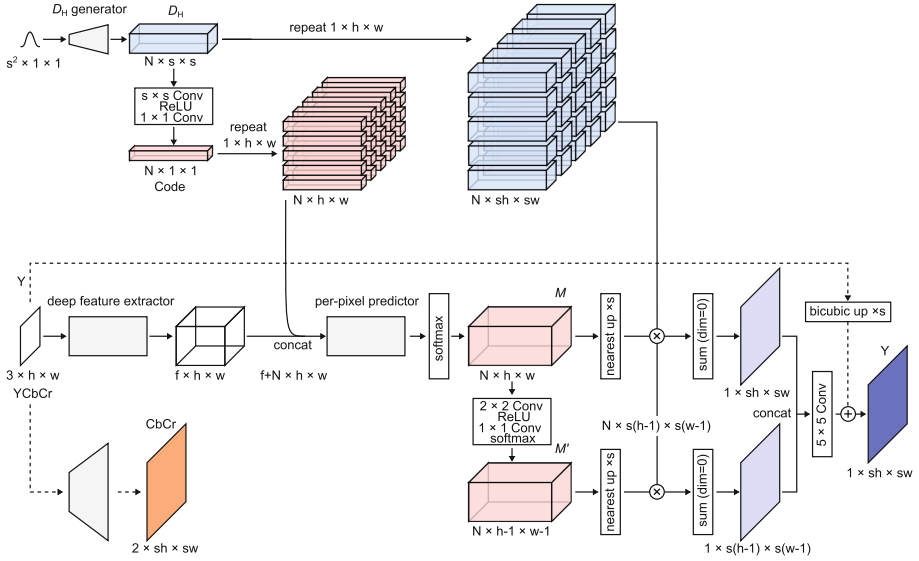 D_H generator
D_H
s² × 1 × 1
N × s × s
repeat 1 × h × w
s × s Conv
ReLU
1 × 1 Conv
repeat
1 × h × w
N × 1 × 1
Code
N × h × w
N × sh × sw
Y
deep feature extractor
per-pixel predictor
softmax
M
nearest up ×s
sum (dim=0)
bicubic up ×s
Y
concat
3 × h × w
YCbCr
f × h × w
f+N × h × w
N × h × w
1 × sh × sw
2 × 2 Conv
ReLU
1 × 1 Conv
softmax
N × s(h-1) × s(w-1)
concat
5 × 5 Conv
1 × sh × sw
CbCr
M'
nearest up ×s
sum (dim=0)
2 × sh × sw
N × h-1 × w-1
1 × s(h-1) × s(w-1)